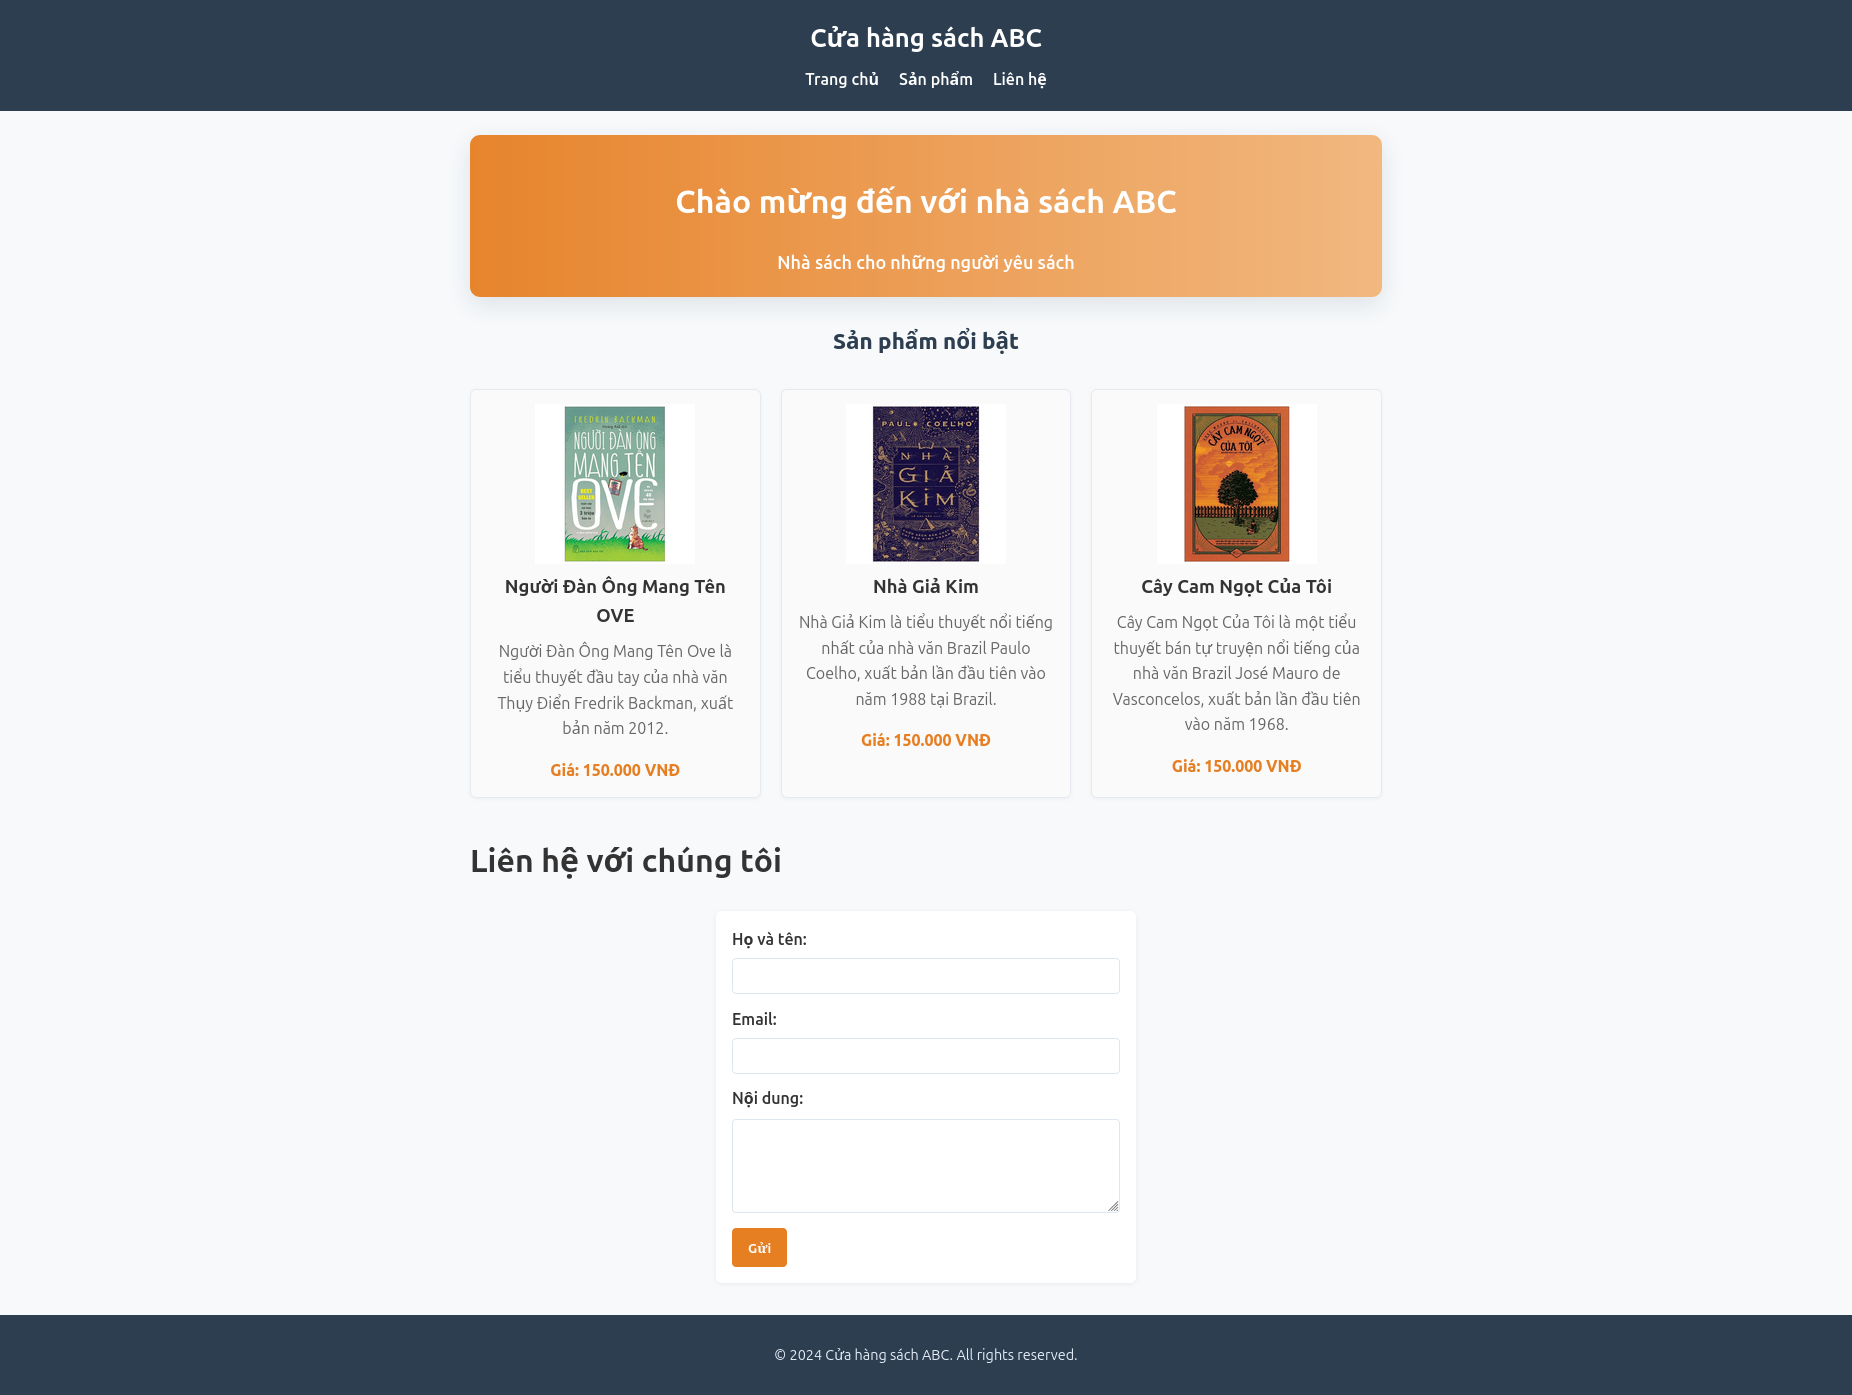 Cửa hàng sách ABC
Trang chủ Sản phẩm Liên hệ
Chào mừng đến với nhà sách ABC
Nhà sách cho những người yêu sách
Sản phẩm nổi bật
FREDRIK BACKMAN
NGƯỜI ĐÀN ÔNG
MANG TÊN
OVE
Người Đàn Ông Mang Tên
OVE
Người Đàn Ông Mang Tên Ove là
tiểu thuyết đầu tay của nhà văn
Thụy Điển Fredrik Backman, xuất
bản năm 2012.
Giá: 150.000 VNĐ
PAULO COELHO
NHÀ
GIẢ
KIM
Nhà Giả Kim
Nhà Giả Kim là tiểu thuyết nổi tiếng
nhất của nhà văn Brazil Paulo
Coelho, xuất bản lần đầu tiên vào
năm 1988 tại Brazil.
Giá: 150.000 VNĐ
CÂY CAM NGỌT
CỦA TÔI
Cây Cam Ngọt Của Tôi
Cây Cam Ngọt Của Tôi là một tiểu
thuyết bán tự truyện nổi tiếng của
nhà văn Brazil José Mauro de
Vasconcelos, xuất bản lần đầu tiên
vào năm 1968.
Giá: 150.000 VNĐ
Liên hệ với chúng tôi
Họ và tên:
Email:
Nội dung:
Gửi
© 2024 Cửa hàng sách ABC. All rights reserved.